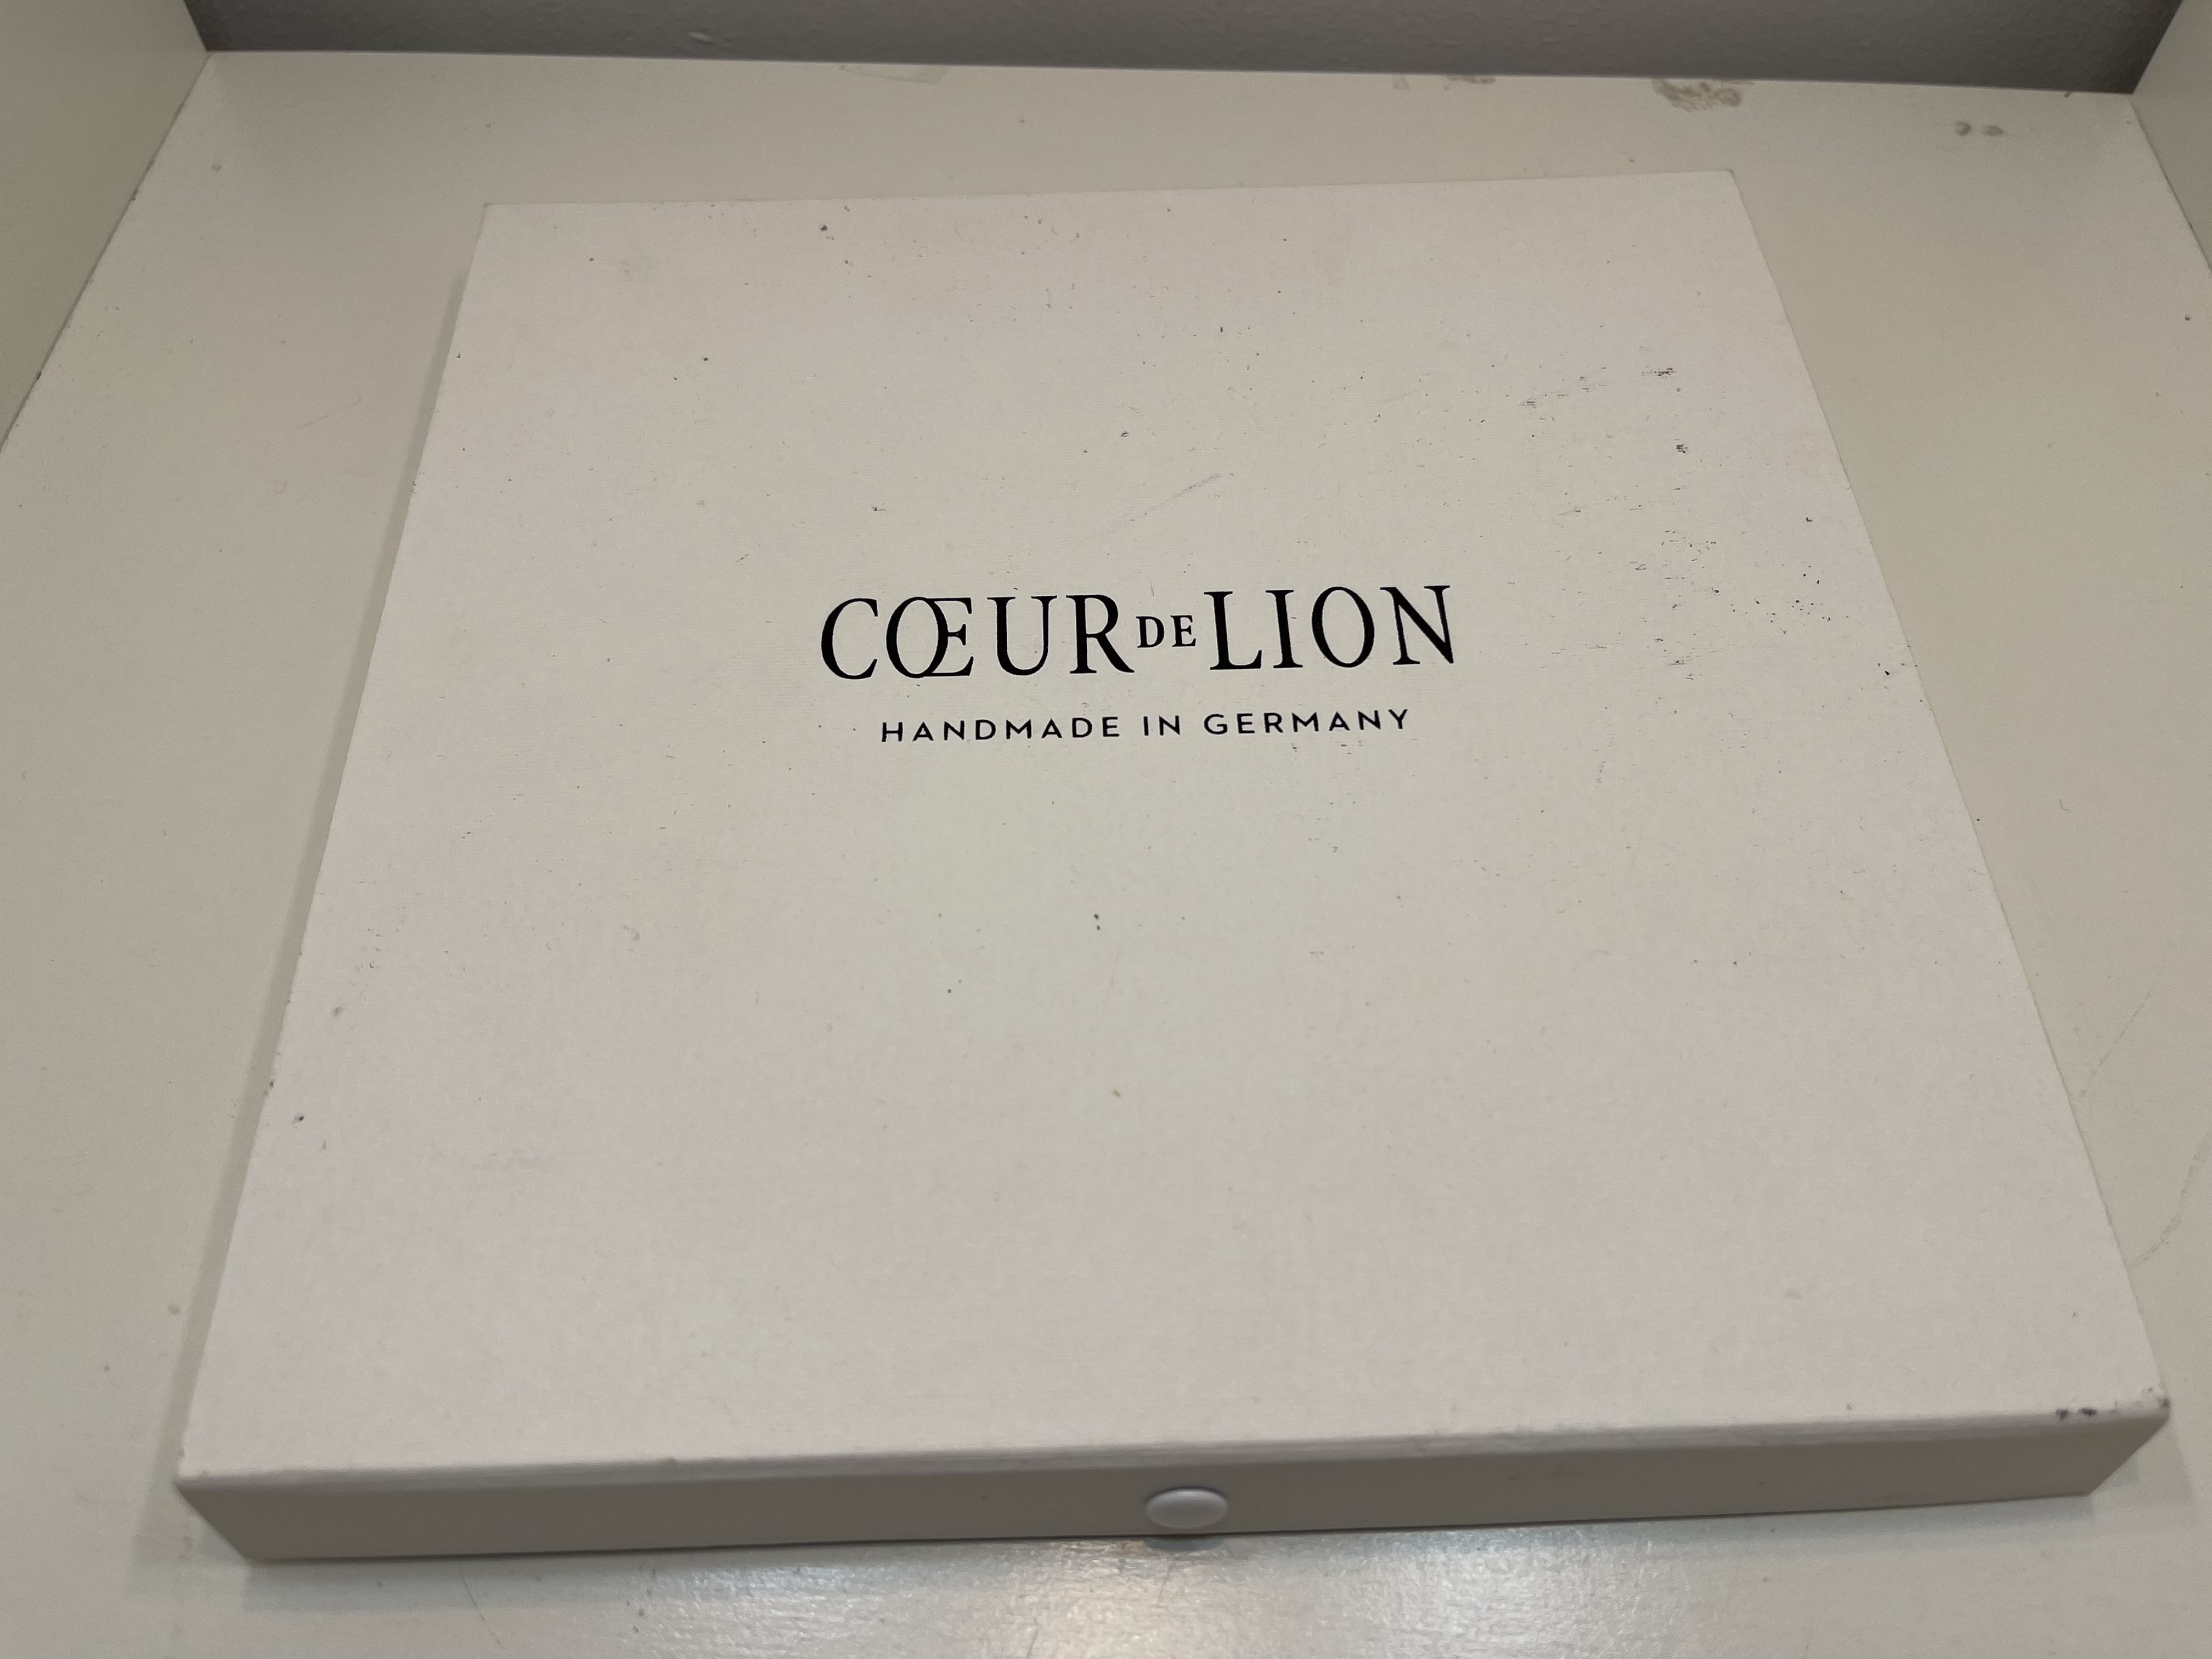 CŒUR DE LION
HANDMADE IN GERMANY